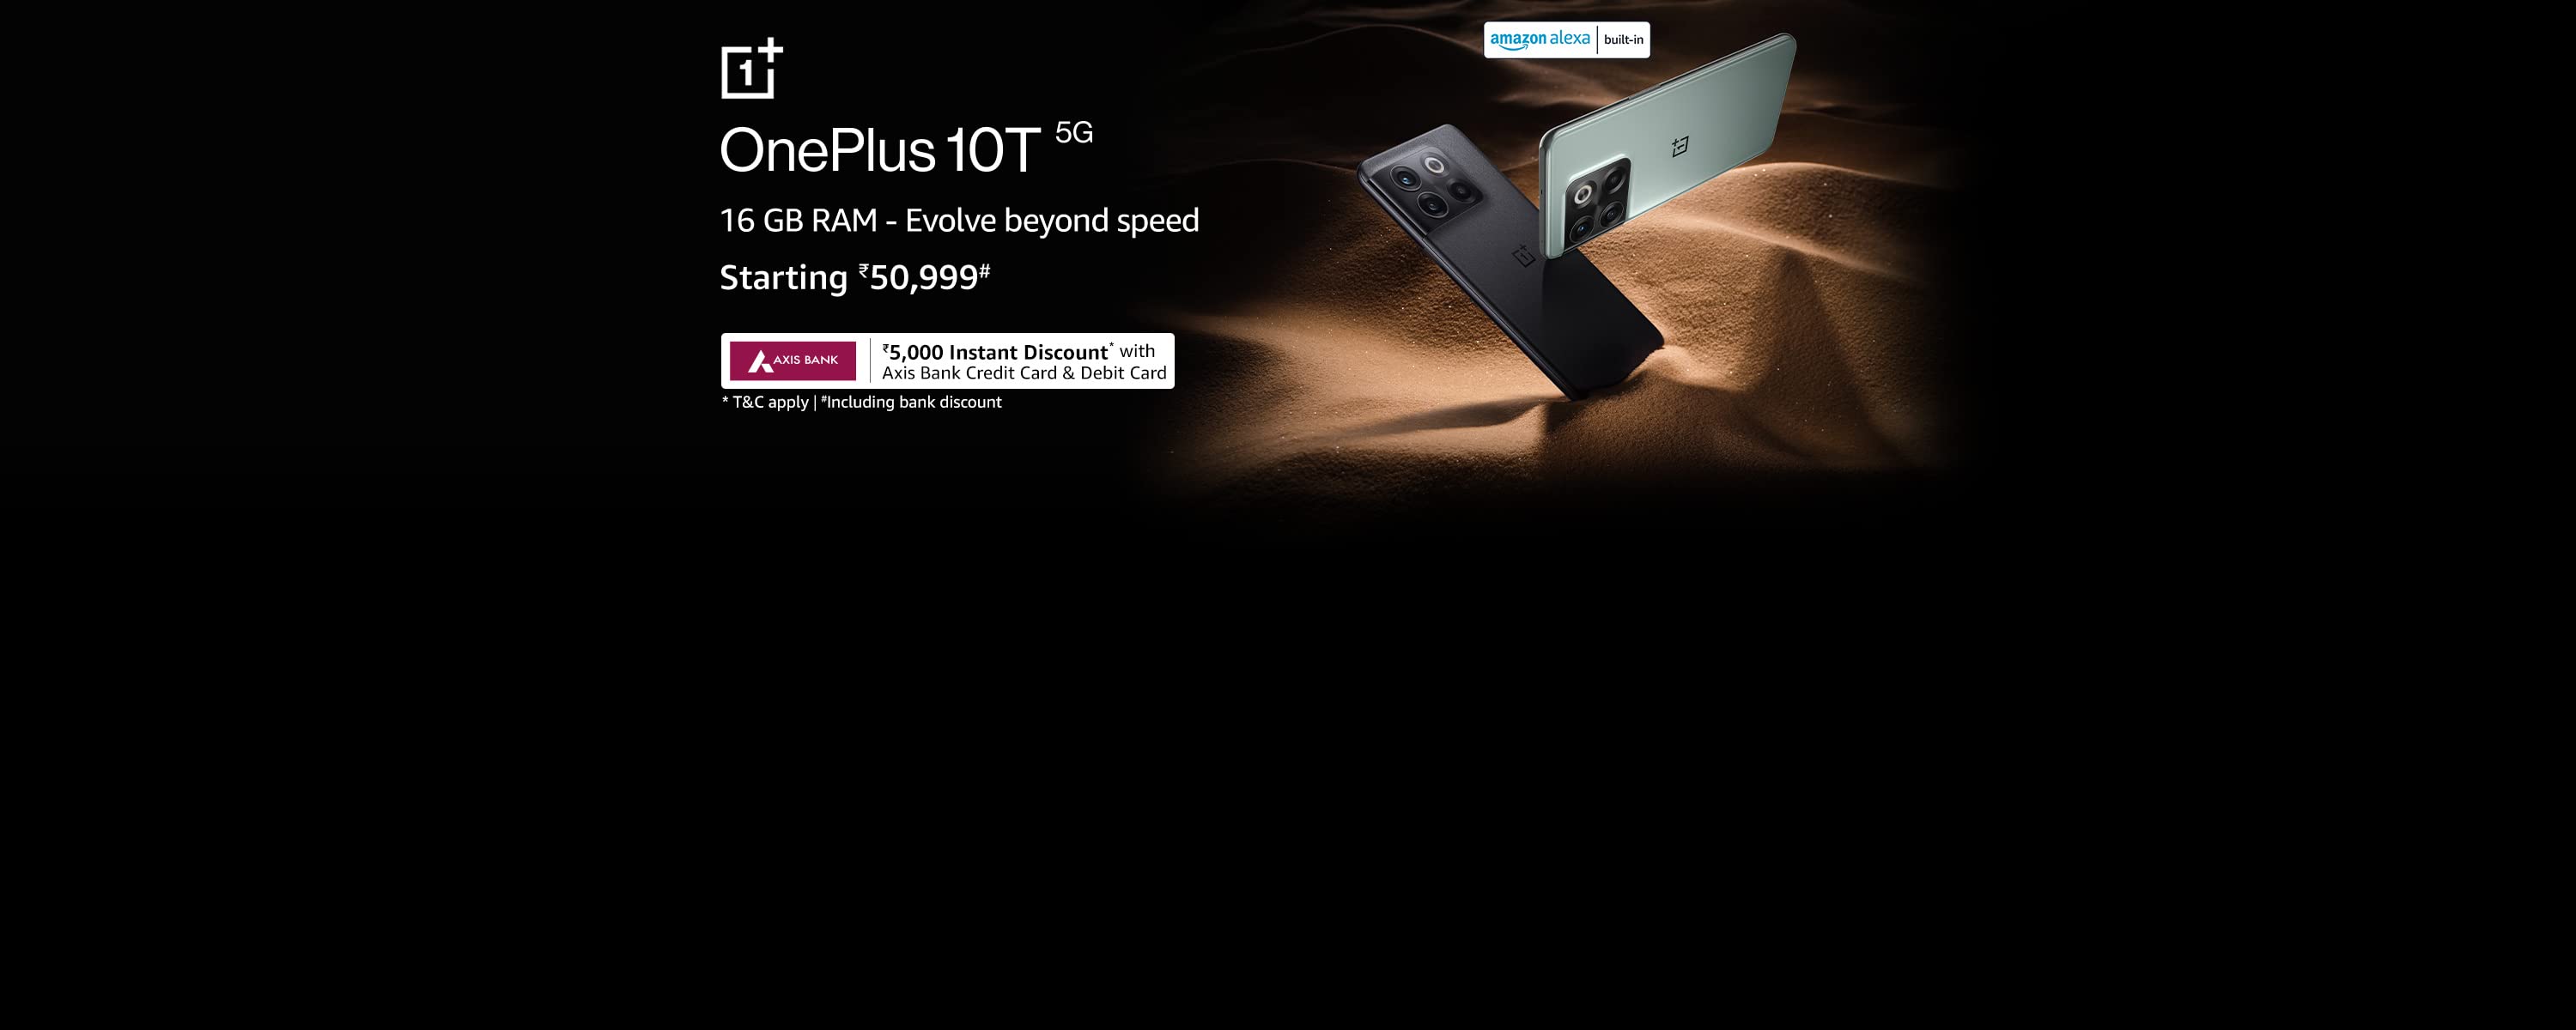 1+
OnePlus 10T 5G
16 GB RAM - Evolve beyond speed
Starting ₹50,999#
AXIS BANK
₹5,000 Instant Discount* with
Axis Bank Credit Card & Debit Card
* T&C apply | #Including bank discount
amazon alexa | built-in